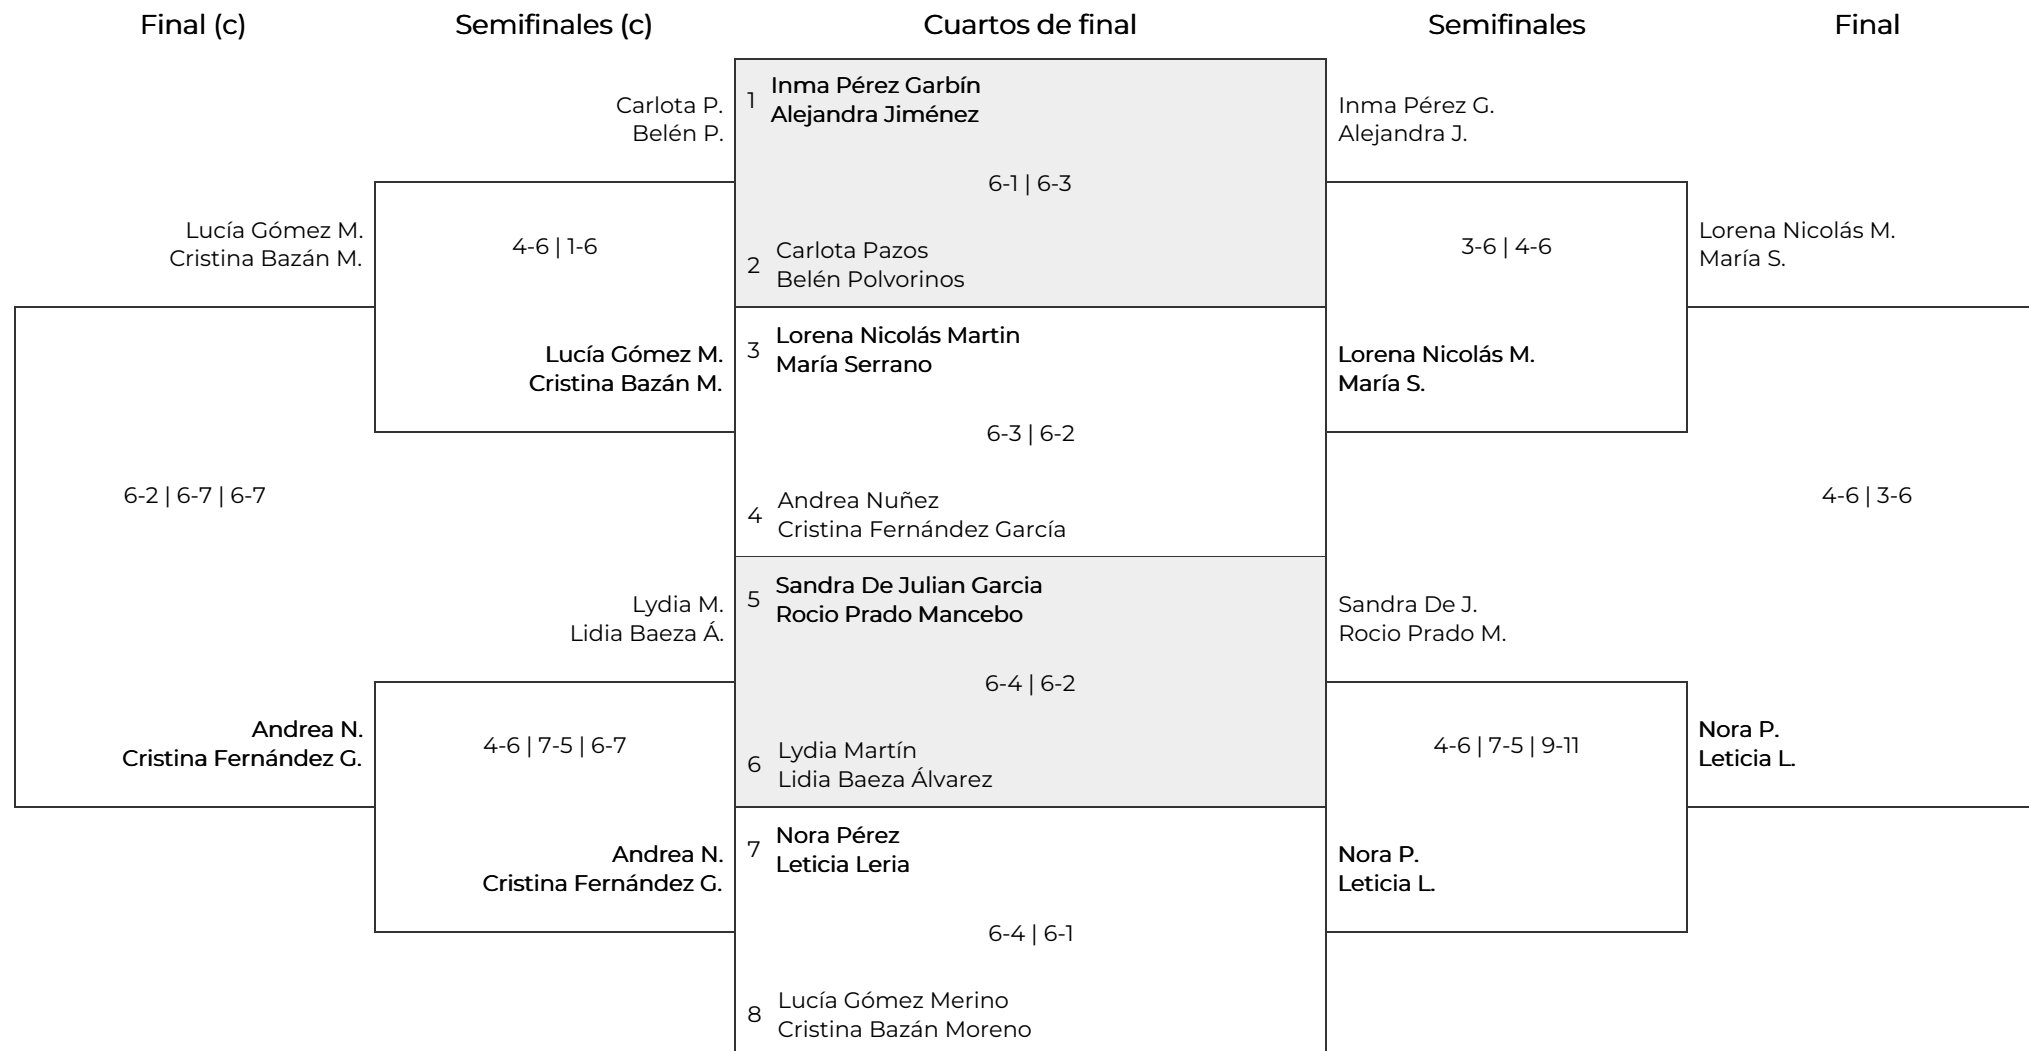 Final (c)
Semifinales (c)
Cuartos de final
Semifinales
Final
Lucía Gómez M.
Cristina Bazán M.
6-2 | 6-7 | 6-7
Andrea N.
Cristina Fernández G.
Carlota P.
Belén P.
4-6 | 1-6
Lucía Gómez M.
Cristina Bazán M.
Lydia M.
Lidia Baeza Á.
4-6 | 7-5 | 6-7
Andrea N.
Cristina Fernández G.
1
Inma Pérez Garbín
Alejandra Jiménez
6-1 | 6-3
2
Carlota Pazos
Belén Polvorinos
3
Lorena Nicolás Martin
María Serrano
6-3 | 6-2
4
Andrea Nuñez
Cristina Fernández García
5
Sandra De Julian Garcia
Rocio Prado Mancebo
6-4 | 6-2
6
Lydia Martín
Lidia Baeza Álvarez
7
Nora Pérez
Leticia Leria
6-4 | 6-1
8
Lucía Gómez Merino
Cristina Bazán Moreno
Inma Pérez G.
Alejandra J.
3-6 | 4-6
Lorena Nicolás M.
María S.
Sandra De J.
Rocio Prado M.
4-6 | 7-5 | 9-11
Nora P.
Leticia L.
Lorena Nicolás M.
María S.
4-6 | 3-6
Nora P.
Leticia L.